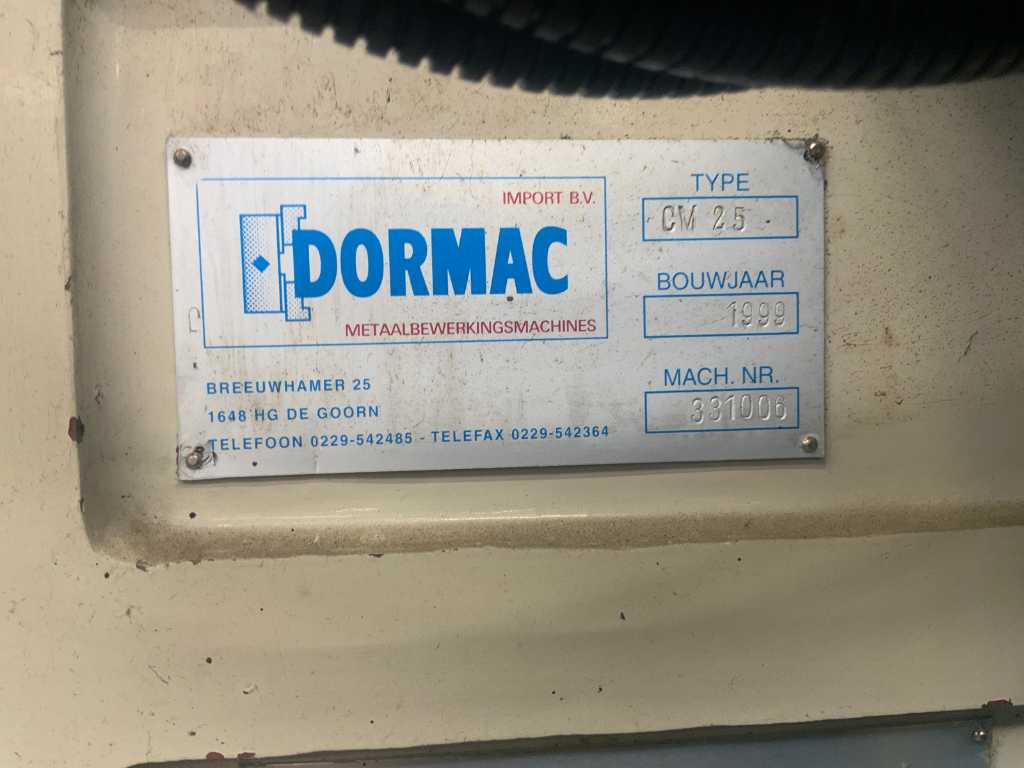 IMPORT B.V.
DORMAC
METAALBEWERKINGSMACHINES
BREEUWHAMER 25
1648 HG DE GOORN
TELEFOON 0229-542485 - TELEFAX 0229-542364
TYPE
CM 25
BOUWJAAR
1999
MACH. NR.
331006